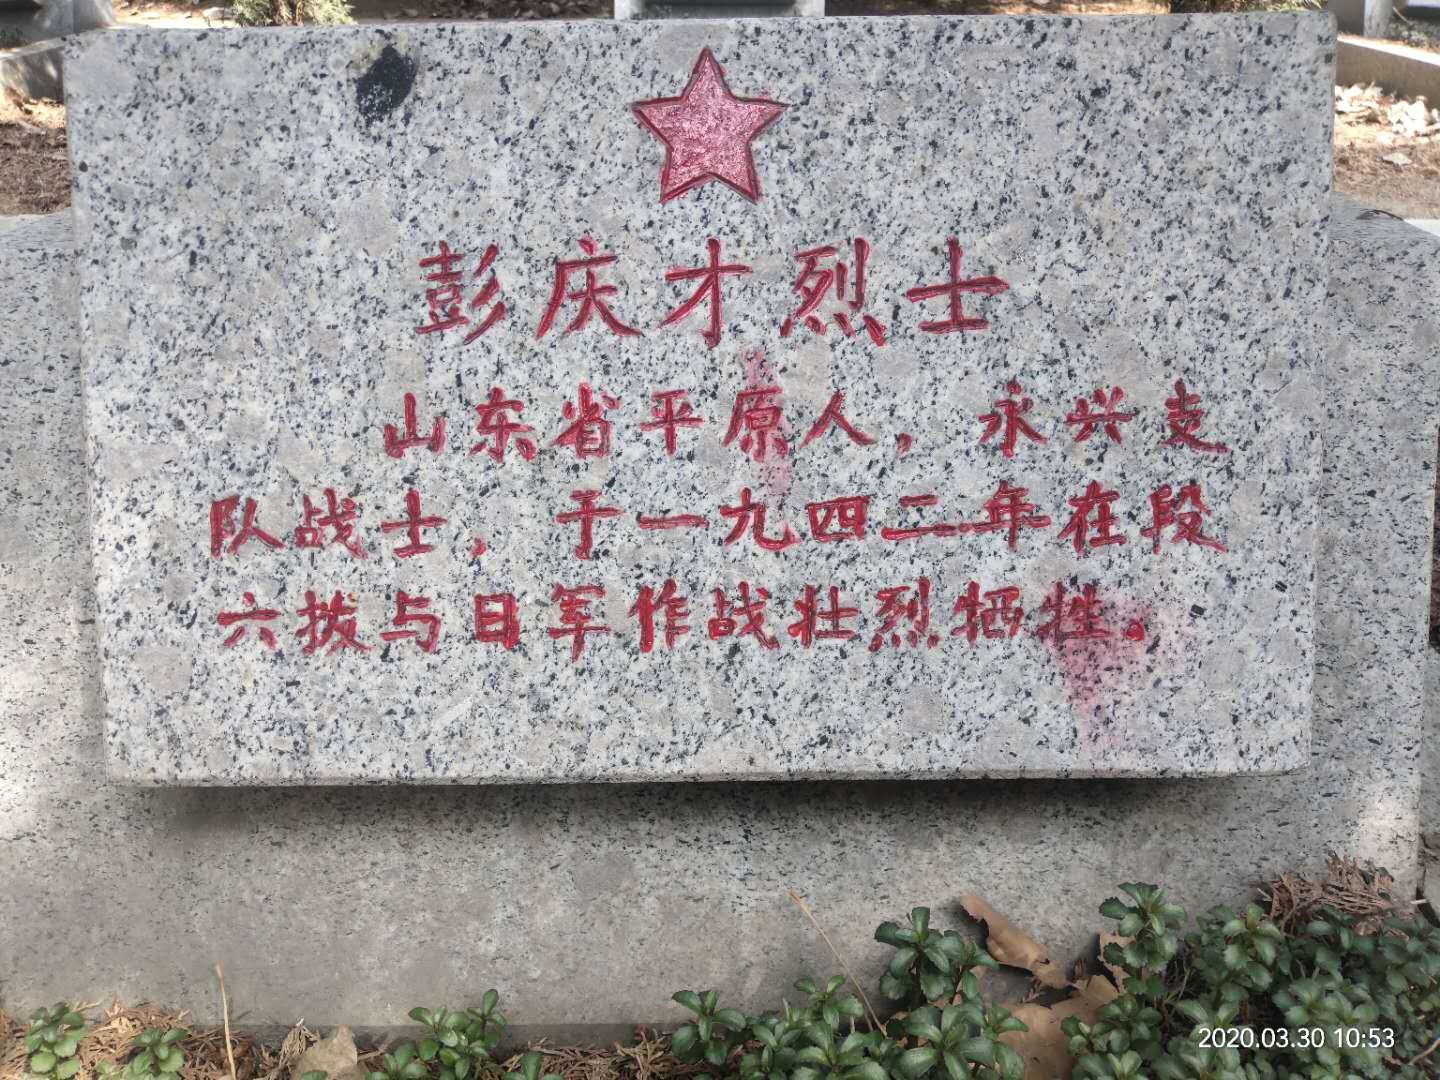 彭庆才烈士
山东省平原人，永兴支
队战士，于一九四二年在段
六拨与日军作战壮烈牺牲。
2020.03.30 10:53